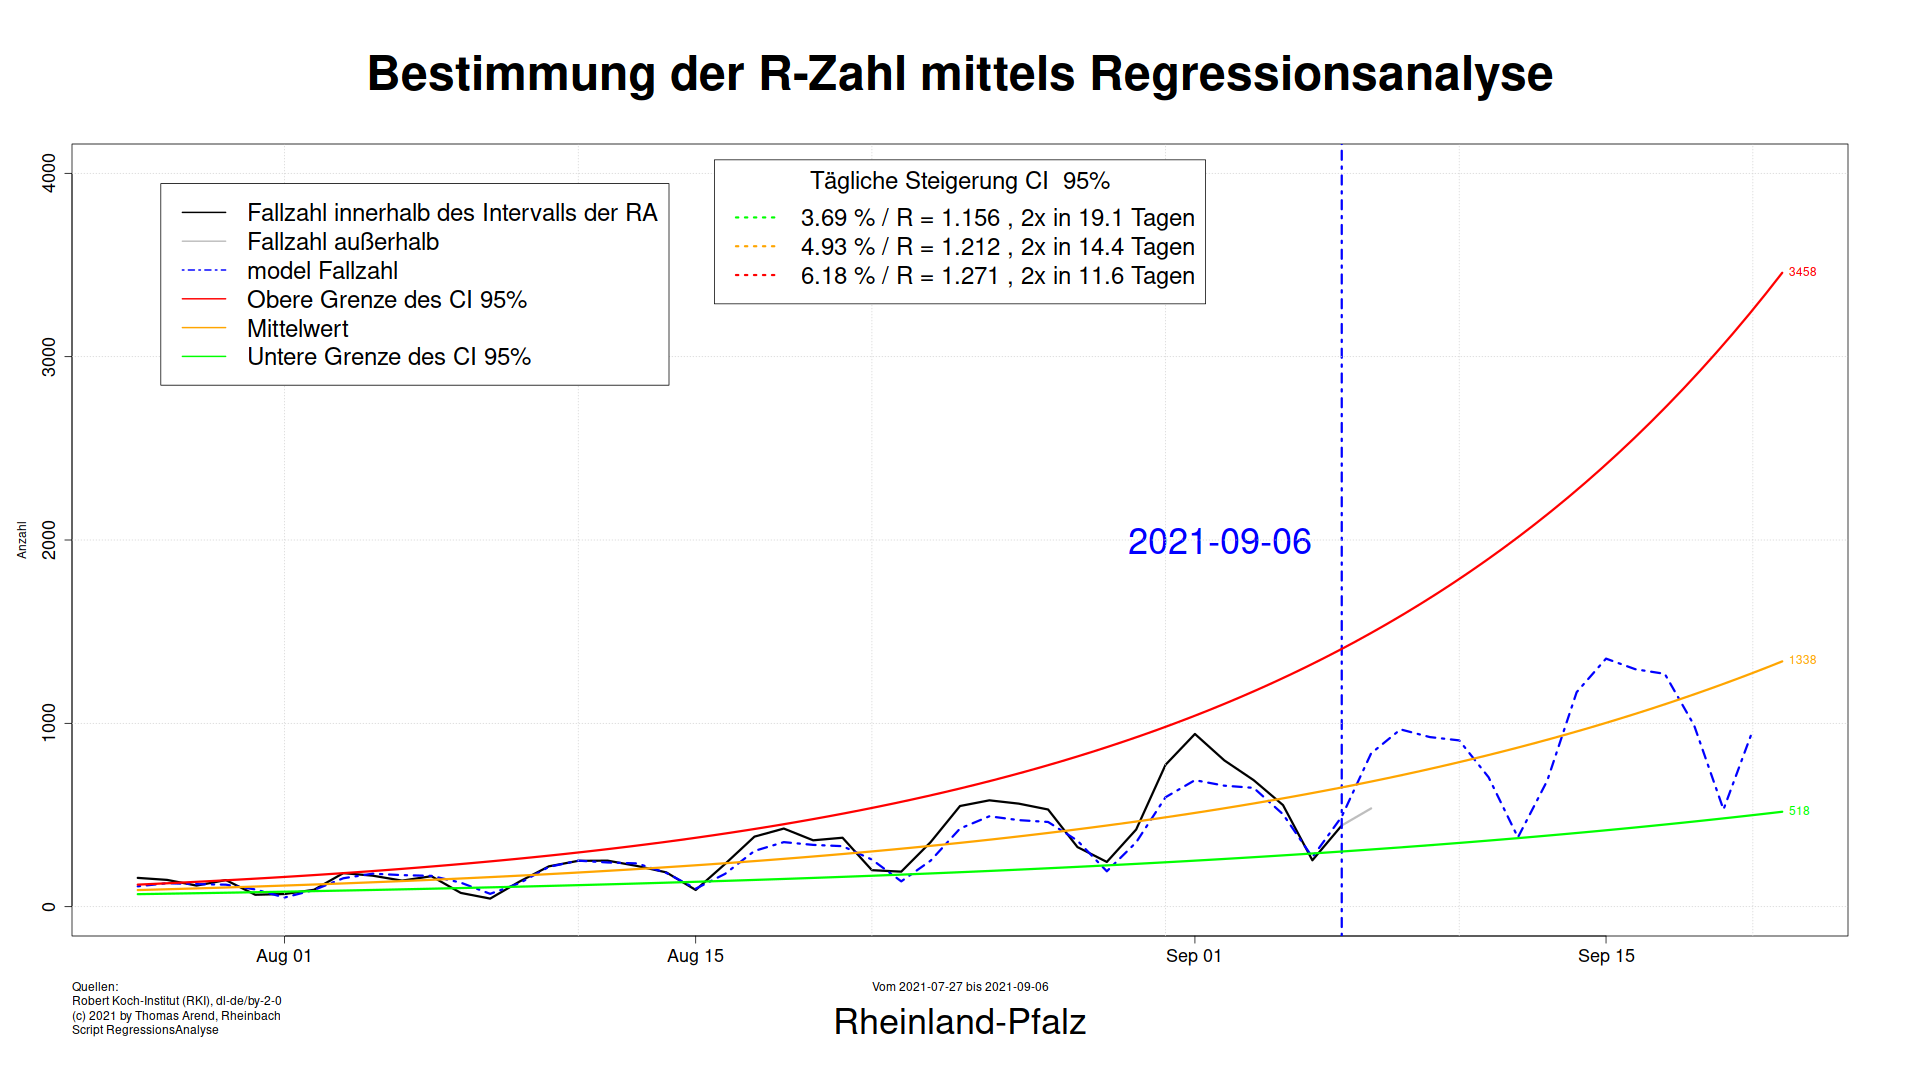 Bestimmung der R-Zahl mittels Regressionsanalyse
4000
3000
2000
1000
0
Anzahl
Fallzahl innerhalb des Intervalls der RA
Fallzahl außerhalb
model Fallzahl
Obere Grenze des CI 95%
Mittelwert
Untere Grenze des CI 95%
Tägliche Steigerung CI  95%
3.69 % / R = 1.156 , 2x in 19.1 Tagen
4.93 % / R = 1.212 , 2x in 14.4 Tagen
6.18 % / R = 1.271 , 2x in 11.6 Tagen
2021-09-06
3458
1338
518
Aug 01
Aug 15
Sep 01
Sep 15
Quellen:
Robert Koch-Institut (RKI), dl-de/by-2-0
(c) 2021 by Thomas Arend, Rheinbach
Script RegressionsAnalyse
Vom 2021-07-27 bis 2021-09-06
Rheinland-Pfalz